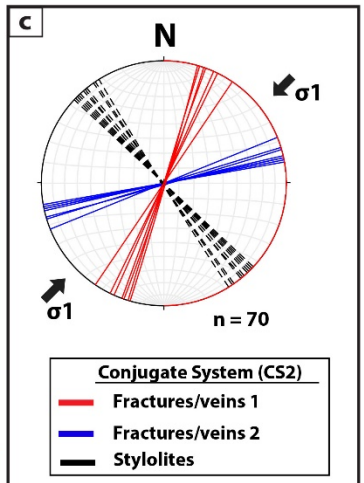 C
N
σ1
σ1
n = 70
Conjugate System (CS2)
Fractures/veins 1
Fractures/veins 2
Stylolites